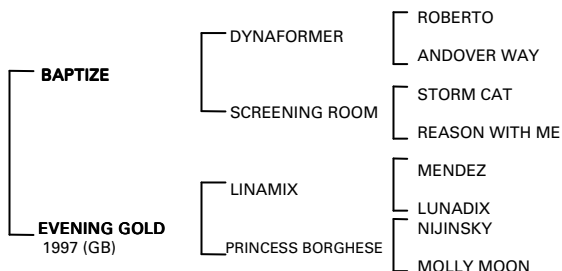 ROBERTO
DYNAFORMER
ANDOVER WAY
BAPTIZE
STORM CAT
SCREENING ROOM
REASON WITH ME
MENDEZ
LINAMIX
LUNADIX
EVENING GOLD
1997 (GB)
NIJINSKY
PRINCESS BORGHESE
MOLLY MOON